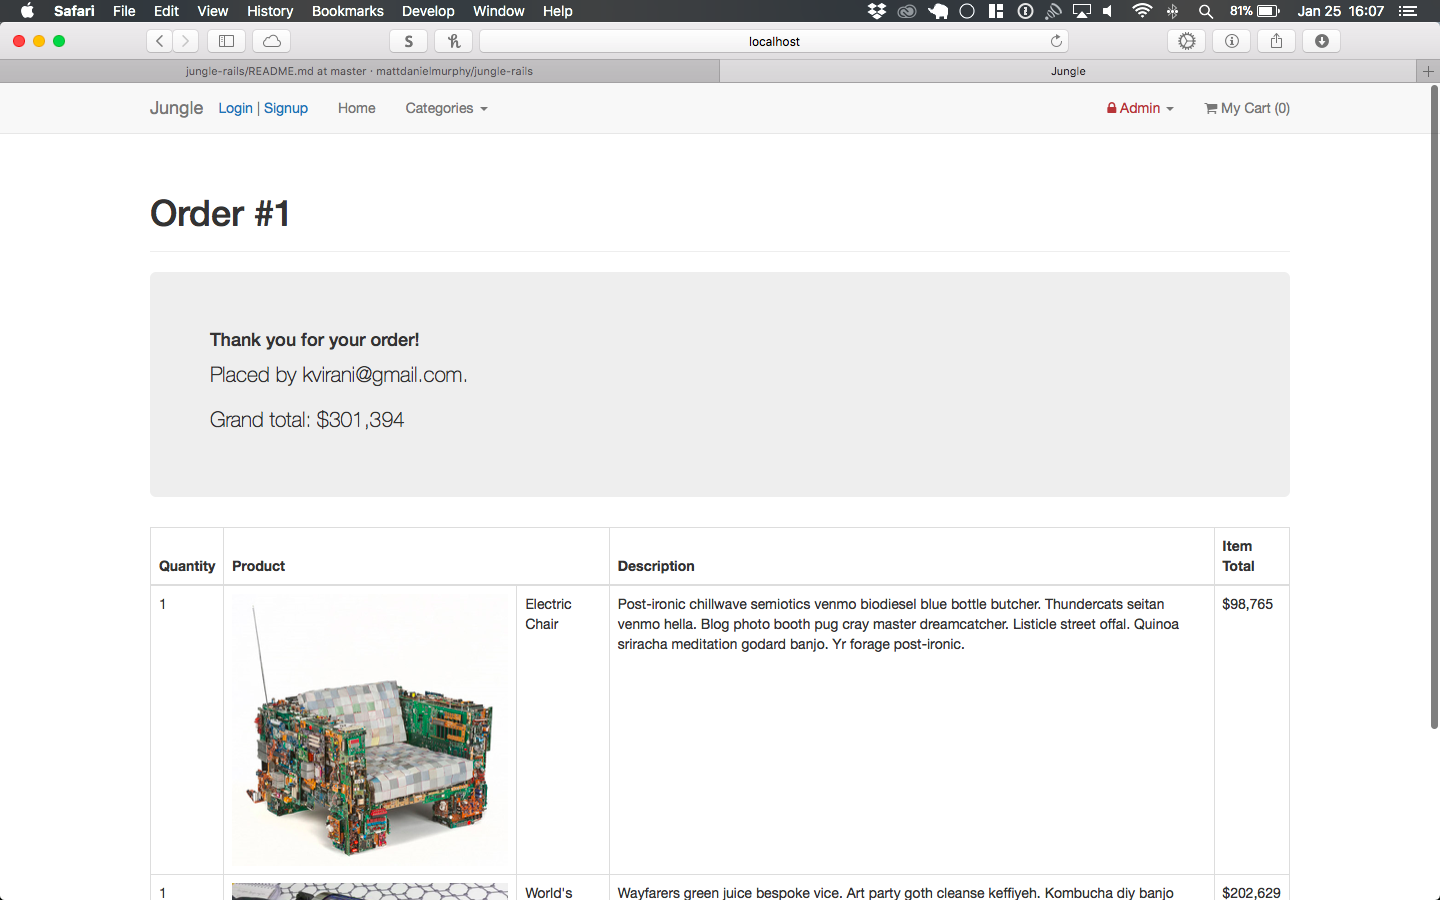 Safari File Edit View History Bookmarks Develop Window Help 81% Jan 25 16:07
S localhost
jungle-rails/README.md at master · mattdanielmurphy/jungle-rails Jungle
Jungle Login | Signup Home Categories Admin My Cart (0)
Order #1
Thank you for your order!
Placed by kvirani@gmail.com.
Grand total: $301,394
Quantity Product Description Item Total
1 Electric Chair Post-ironic chillwave semiotics venmo biodiesel blue bottle butcher. Thundercats seitan $98,765
venmo hella. Blog photo booth pug cray master dreamcatcher. Listicle street offal. Quinoa
sriracha meditation godard banjo. Yr forage post-ironic.
1 World's Wayfarers green juice bespoke vice. Art party goth cleanse keffiyeh. Kombucha diy banjo $202,629